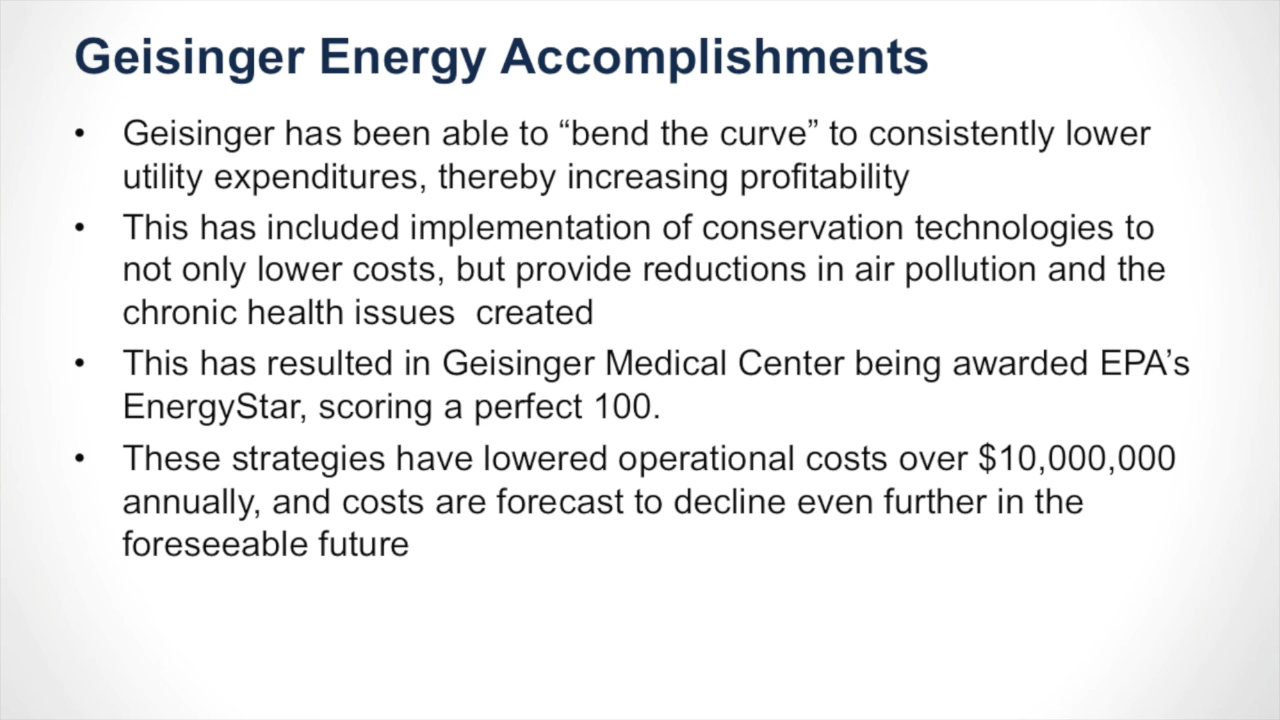 Geisinger Energy Accomplishments
• Geisinger has been able to “bend the curve” to consistently lower
utility expenditures, thereby increasing profitability
• This has included implementation of conservation technologies to
not only lower costs, but provide reductions in air pollution and the
chronic health issues  created
• This has resulted in Geisinger Medical Center being awarded EPA’s
EnergyStar, scoring a perfect 100.
• These strategies have lowered operational costs over $10,000,000
annually, and costs are forecast to decline even further in the
foreseeable future